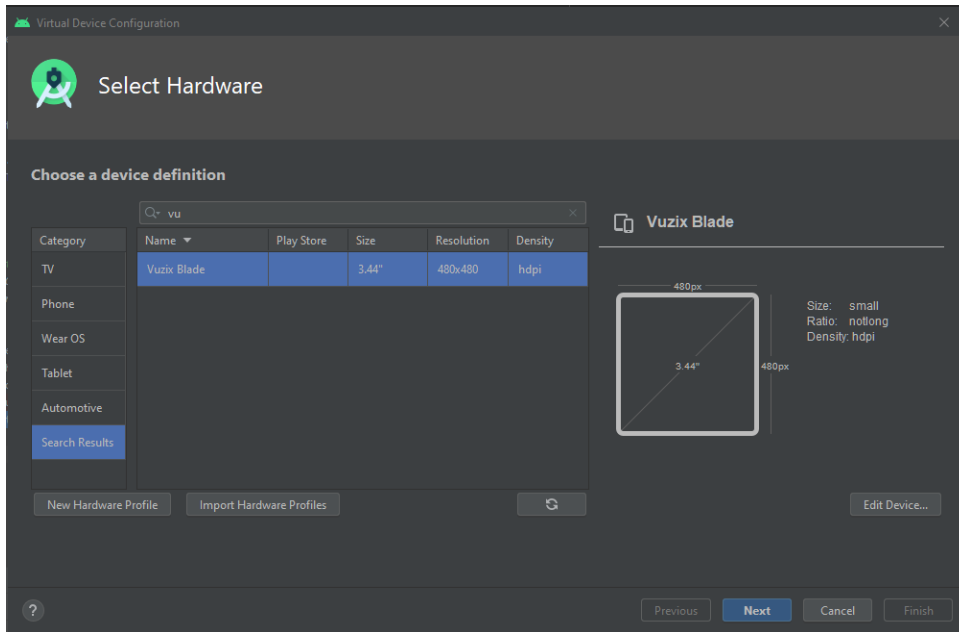 Virtual Device Configuration
Select Hardware
Choose a device definition
vu
Category
Name Play Store Size Resolution Density
TV
Phone
Wear OS
Tablet
Automotive
Search Results
Vuzix Blade 3.44" 480x480 hdpi
New Hardware Profile
Import Hardware Profiles
Vuzix Blade
480px
3.44"
480px
Size: small
Ratio: notlong
Density: hdpi
Edit Device...
?
Previous
Next
Cancel
Finish